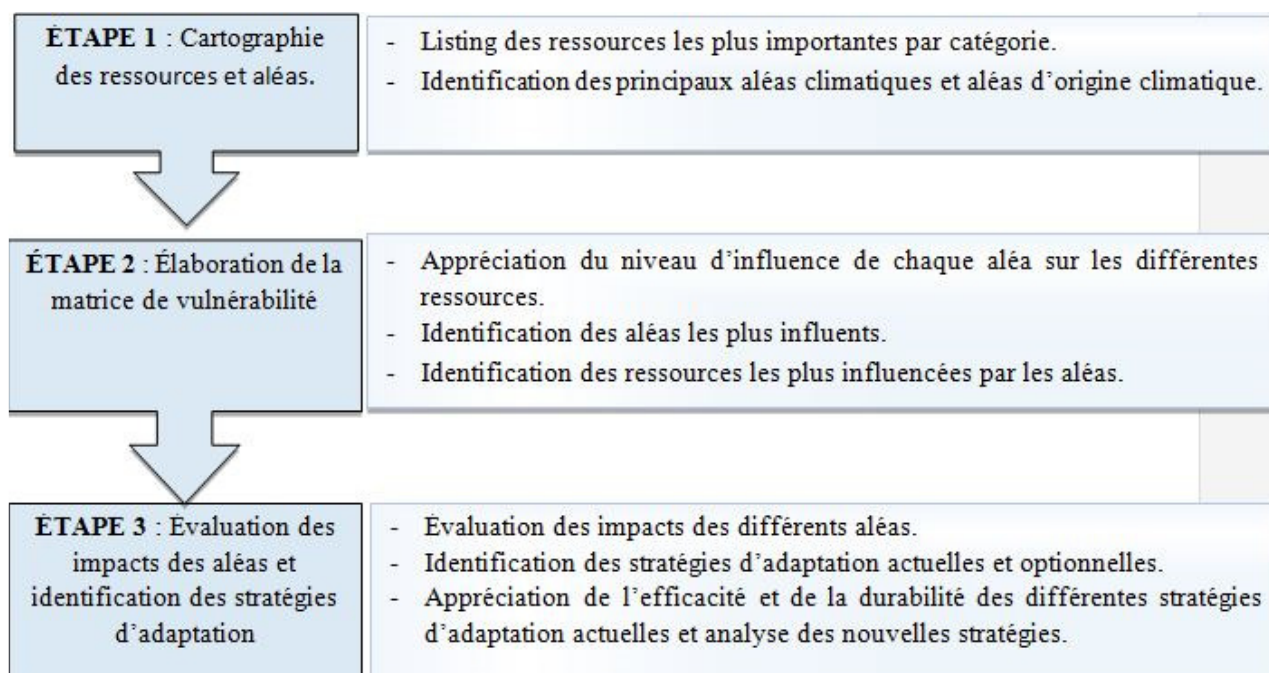 ÉTAPE 1 : Cartographie
des ressources et aléas.
- Listing des ressources les plus importantes par catégorie.
- Identification des principaux aléas climatiques et aléas d'origine climatique.
ÉTAPE 2 : Élaboration de la
matrice de vulnérabilité
- Appréciation du niveau d'influence de chaque aléa sur les différentes
ressources.
- Identification des aléas les plus influents.
- Identification des ressources les plus influencées par les aléas.
ÉTAPE 3 : Évaluation des
impacts des aléas et
identification des stratégies
d'adaptation
- Évaluation des impacts des différents aléas.
- Identification des stratégies d'adaptation actuelles et optionnelles.
- Appréciation de l'efficacité et de la durabilité des différentes stratégies
d'adaptation actuelles et analyse des nouvelles stratégies.